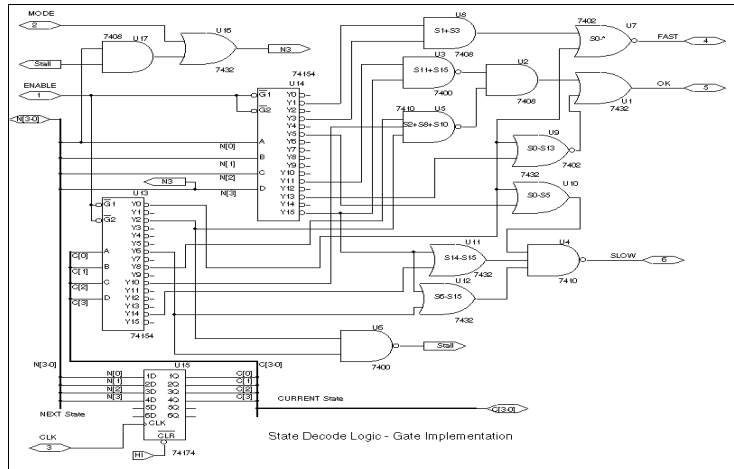 MODE
2
U16
U17
7408
Stall
7432
N3
ENABLE
1
N[3-0]
74154
U14
G1
G2
A
B
C
D
N[0]
N[1]
N[2]
N[3]
Y0
Y1
Y2
Y3
Y4
Y5
Y6
Y7
Y8
Y9
Y10
Y11
Y12
Y13
Y14
Y15
U8
S1+S3
7408
7402
U7
S0-^
FAST
4
U3
S11+S15
7400
U2
7408
OK
5
U1
7432
7410
U5
S2+S8+S10
U9
S0-S13
7402
7432
U10
S0-S5
N3
U13
G1
G2
A
B
C
D
C[0]
C[1]
C[2]
C[3]
Y0
Y1
Y2
Y3
Y4
Y5
Y6
Y7
Y8
Y9
Y10
Y11
Y12
Y13
Y14
Y15
74154
U11
S14-S15
7432
U12
S6-S15
7432
U4
7410
SLOW
6
U6
7400
Stall
N[3-0]
U15
C[3-0]
N[0]
N[1]
N[2]
N[3]
1D
2D
3D
4D
5D
6D
1Q
2Q
3Q
4Q
5Q
6Q
C[0]
C[1]
C[2]
C[3]
CLK
CLR
74174
NEXT State
CURRENT State
C[3-0]
CLK
3
HI
State Decode Logic - Gate Implementation